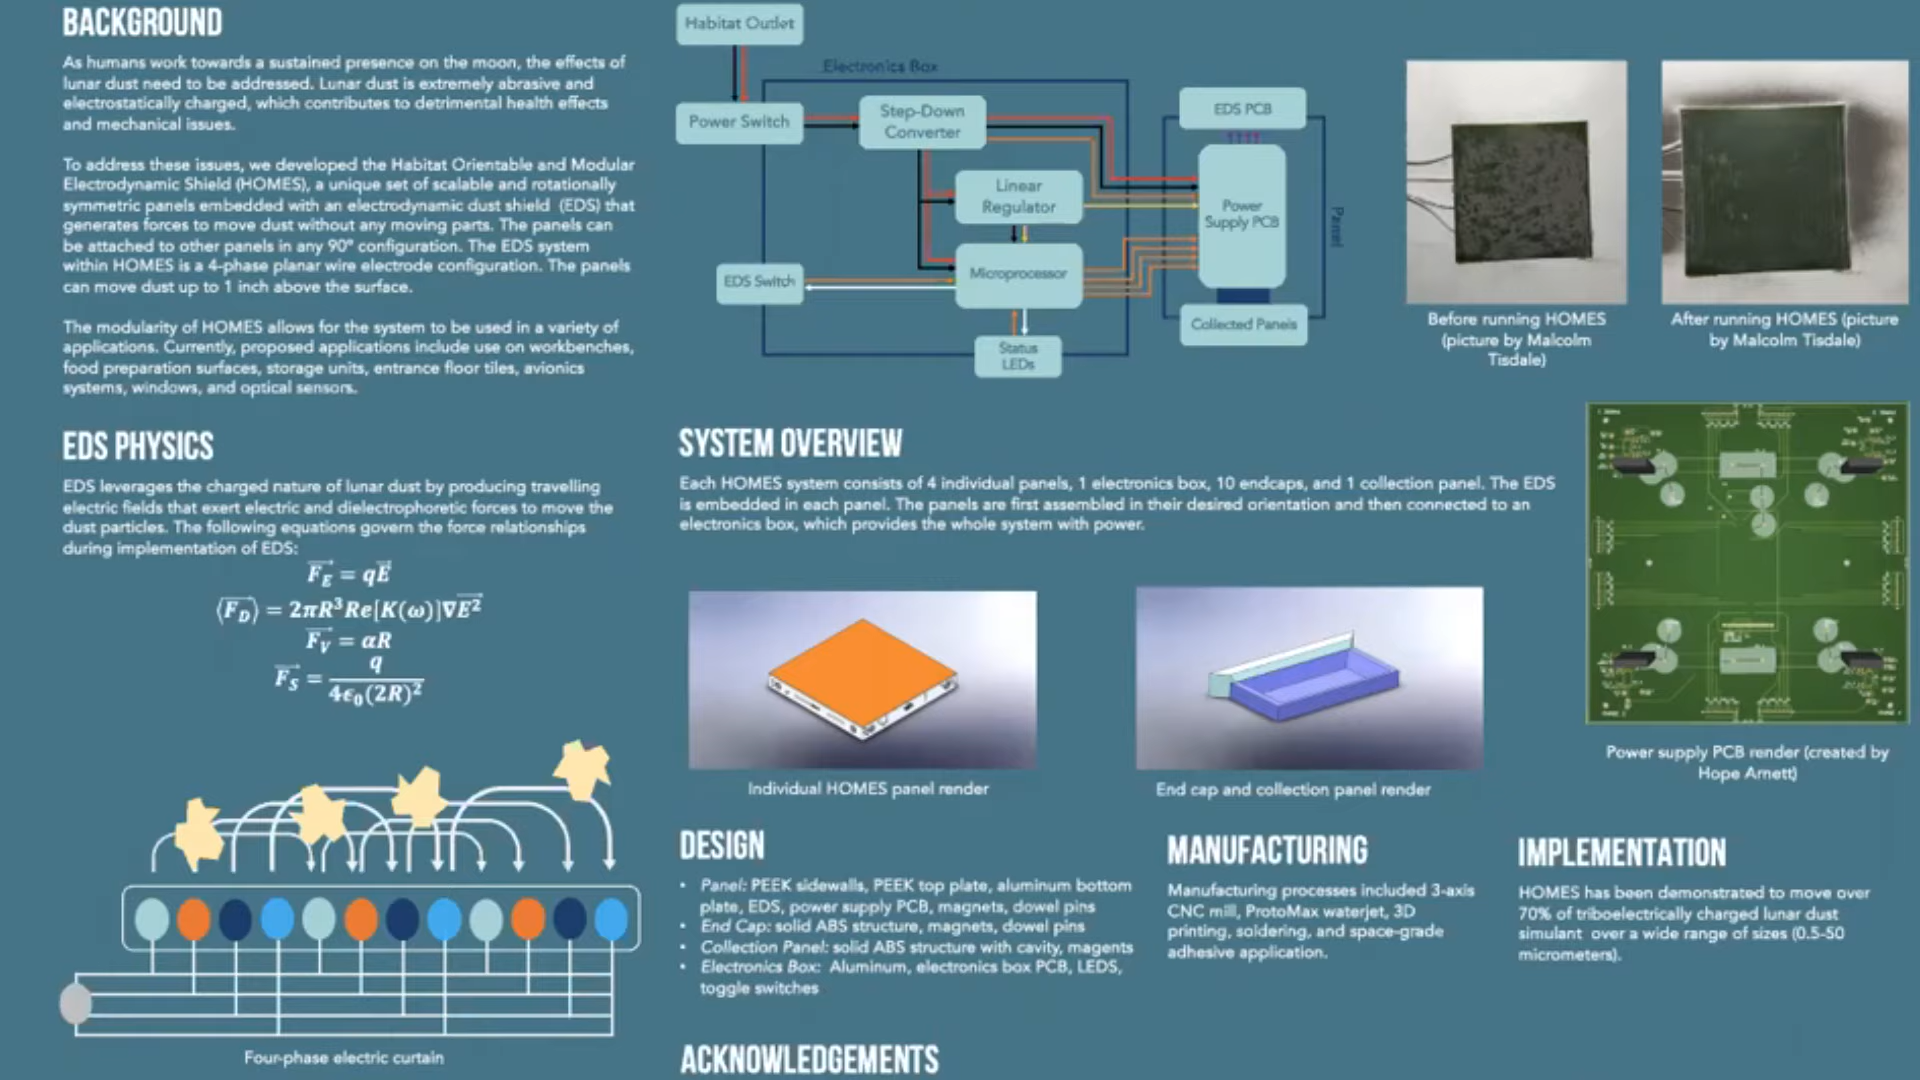 BACKGROUND
As humans work towards a sustained presence on the moon, the effects of
lunar dust need to be addressed. Lunar dust is extremely abrasive and
electrostatically charged, which contributes to detrimental health effects
and mechanical issues.
To address these issues, we developed the Habitat Orientable and Modular
Electrodynamic Shield (HOMES), a unique set of scalable and rotationally
symmetric panels embedded with an electrodynamic dust shield (EDS) that
generates forces to move dust without any moving parts. The panels can
be attached to other panels in any 90° configuration. The EDS system
within HOMES is a 4-phase planar wire electrode configuration. The panels
can move dust up to 1 inch above the surface.
The modularity of HOMES allows for the system to be used in a variety of
applications. Currently, proposed applications include use on workbenches,
food preparation surfaces, storage units, entrance floor tiles, avionics
systems, windows, and optical sensors.
EDS PHYSICS
EDS leverages the charged nature of lunar dust by producing travelling
electric fields that exert electric and dielectrophoretic forces to move the
dust particles. The following equations govern the force relationships
during implementation of EDS:
F_E = qE
⟨F_D⟩ = 2πR³Re[K(ω)]∇E²
F_V = αR
F_S = q / 4ϵ₀(2R)²
Four-phase electric curtain
Habitat Outlet
Electronics Box
Power Switch
Step-Down
Converter
EDS PCB
Linear
Regulator
Power
Supply PCB
Panel
EDS Switch
Microprocessor
Collected Panels
Status
LEDs
Before running HOMES
(picture by Malcolm
Tisdale)
After running HOMES (picture
by Malcolm Tisdale)
SYSTEM OVERVIEW
Each HOMES system consists of 4 individual panels, 1 electronics box, 10 endcaps, and 1 collection panel. The EDS
is embedded in each panel. The panels are first assembled in their desired orientation and then connected to an
electronics box, which provides the whole system with power.
Individual HOMES panel render
End cap and collection panel render
Power supply PCB render (created by
Hope Arnett)
DESIGN
• Panel: PEEK sidewalls, PEEK top plate, aluminum bottom
plate, EDS, power supply PCB, magnets, dowel pins
• End Cap: solid ABS structure, magnets, dowel pins
• Collection Panel: solid ABS structure with cavity, magents
• Electronics Box: Aluminum, electronics box PCB, LEDS,
toggle switches
MANUFACTURING
Manufacturing processes included 3-axis
CNC mill, ProtoMax waterjet, 3D
printing, soldering, and space-grade
adhesive application.
IMPLEMENTATION
HOMES has been demonstrated to move over
70% of triboelectrically charged lunar dust
simulant over a wide range of sizes (0.5-50
micrometers).
ACKNOWLEDGEMENTS